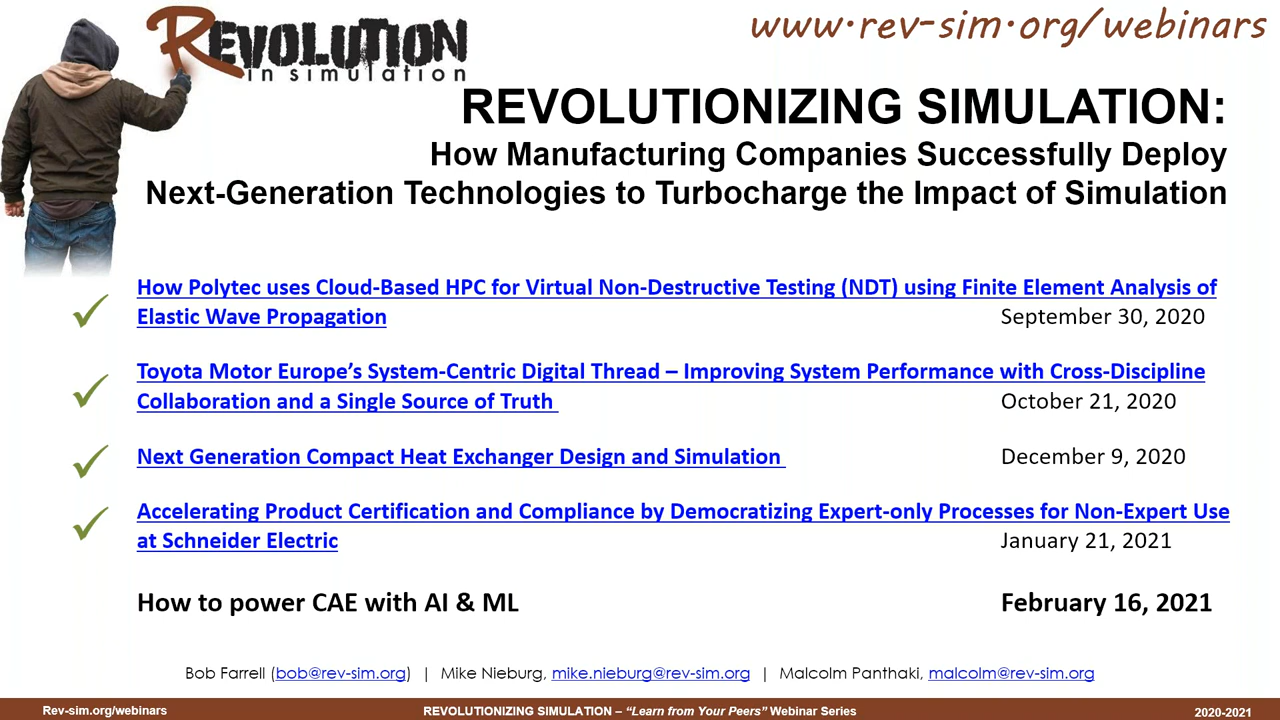 REVOLUTION
in simulation
www.rev-sim.org/webinars
REVOLUTIONIZING SIMULATION:
How Manufacturing Companies Successfully Deploy
Next-Generation Technologies to Turbocharge the Impact of Simulation
How Polytec uses Cloud-Based HPC for Virtual Non-Destructive Testing (NDT) using Finite Element Analysis of
Elastic Wave Propagation September 30, 2020
Toyota Motor Europe’s System-Centric Digital Thread – Improving System Performance with Cross-Discipline
Collaboration and a Single Source of Truth October 21, 2020
Next Generation Compact Heat Exchanger Design and Simulation December 9, 2020
Accelerating Product Certification and Compliance by Democratizing Expert-only Processes for Non-Expert Use
at Schneider Electric January 21, 2021
How to power CAE with AI & ML February 16, 2021
Bob Farrell (bob@rev-sim.org) | Mike Nieburg, mike.nieburg@rev-sim.org | Malcolm Panthaki, malcolm@rev-sim.org
Rev-sim.org/webinars REVOLUTIONIZING SIMULATION – “Learn from Your Peers” Webinar Series 2020-2021